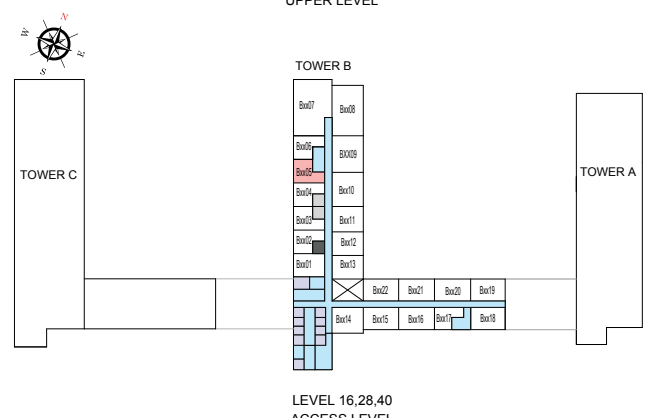 UPPER LEVEL
N
W
E
S
TOWER B
Bxx07
Bxx08
Bxx06
BXX09
Bxx05
TOWER C
TOWER A
Bxx04
Bxx10
Bxx03
Bxx11
Bxx02
Bxx12
Bxx01
Bxx13
Bxx22 Bxx21 Bxx20 Bxx19
Bxx14 Bxx15 Bxx16 Bxx17 Bxx18
LEVEL 16,28,40
ACCESS LEVEL